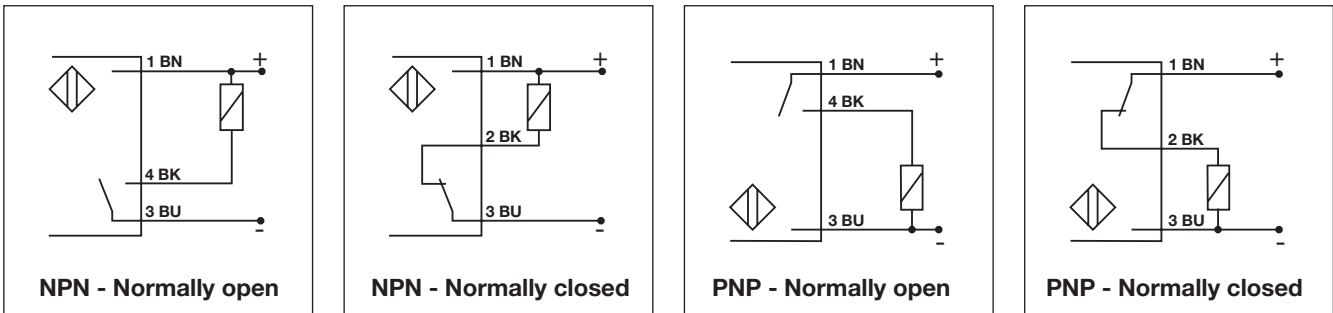 1 BN
+
4 BK
3 BU
-
NPN - Normally open
1 BN
+
2 BK
3 BU
-
NPN - Normally closed
1 BN
+
4 BK
3 BU
-
PNP - Normally open
1 BN
+
2 BK
3 BU
-
PNP - Normally closed